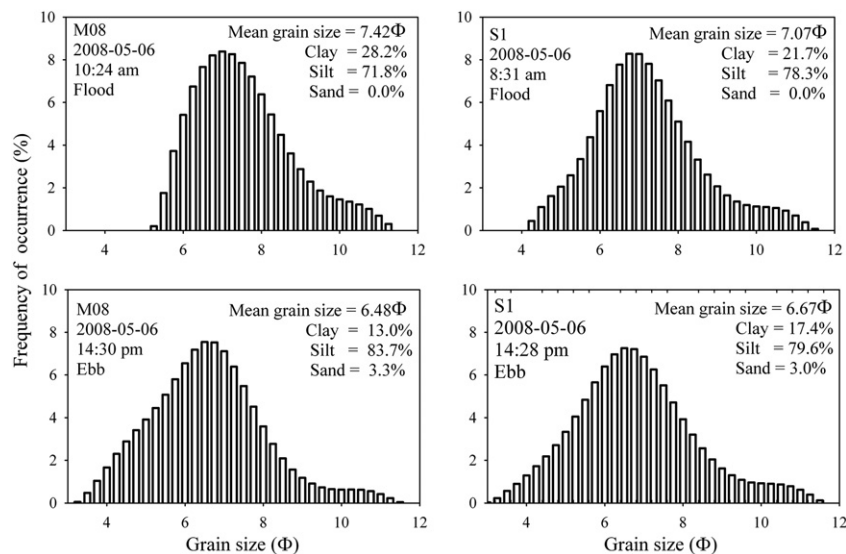 Frequency of occurrence (%)
10
8
6
4
2
0
M08
2008-05-06
10:24 am
Flood
Mean grain size = 7.42Φ
Clay = 28.2%
Silt = 71.8%
Sand = 0.0%
4 6 8 10 12
10
8
6
4
2
0
S1
2008-05-06
8:31 am
Flood
Mean grain size = 7.07Φ
Clay = 21.7%
Silt = 78.3%
Sand = 0.0%
4 6 8 10 12
10
8
6
4
2
0
M08
2008-05-06
14:30 pm
Ebb
Mean grain size = 6.48Φ
Clay = 13.0%
Silt = 83.7%
Sand = 3.3%
4 6 8 10 12
Grain size (Φ)
10
8
6
4
2
0
S1
2008-05-06
14:28 pm
Ebb
Mean grain size = 6.67Φ
Clay = 17.4%
Silt = 79.6%
Sand = 3.0%
4 6 8 10 12
Grain size (Φ)